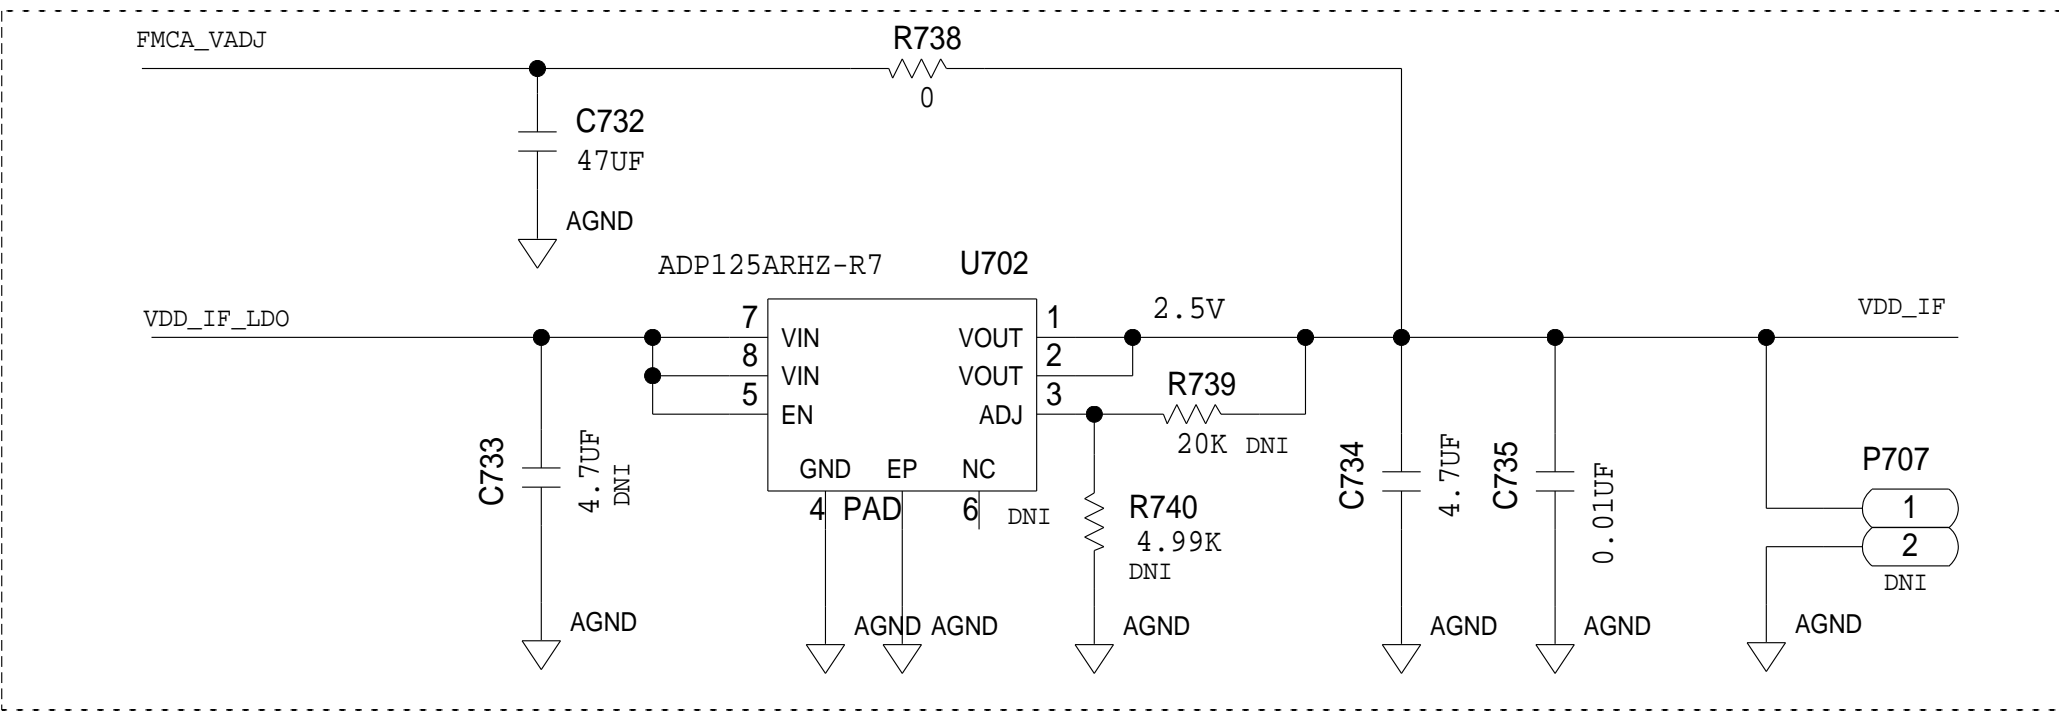 FMCA_VADJ
R738
0
C732
47UF
AGND
ADP125ARHZ-R7 U702
VDD_IF_LDO
2.5V
VDD_IF
7 VIN VOUT 1
8 VIN VOUT 2
5 EN ADJ 3
R739
20K DNI
GND EP NC
4 PAD 6 DNI
C733
4.7UF
DNI
R740
4.99K
DNI
C734
4.7UF
C735
0.01UF
P707
1
2
DNI
AGND
AGND
AGND
AGND
AGND
AGND
AGND